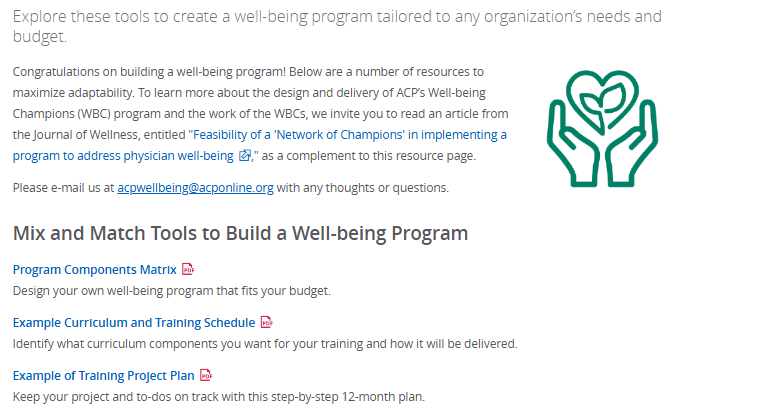 Explore these tools to create a well-being program tailored to any organization's needs and
budget.
Congratulations on building a well-being program! Below are a number of resources to
maximize adaptability. To learn more about the design and delivery of ACP's Well-being
Champions (WBC) program and the work of the WBCs, we invite you to read an article from
the Journal of Wellness, entitled "Feasibility of a 'Network of Champions' in implementing a
program to address physician well-being ," as a complement to this resource page.
Please e-mail us at acpwellbeing@acponline.org with any thoughts or questions.
Mix and Match Tools to Build a Well-being Program
Program Components Matrix PDF
Design your own well-being program that fits your budget.
Example Curriculum and Training Schedule PDF
Identify what curriculum components you want for your training and how it will be delivered.
Example of Training Project Plan PDF
Keep your project and to-dos on track with this step-by-step 12-month plan.